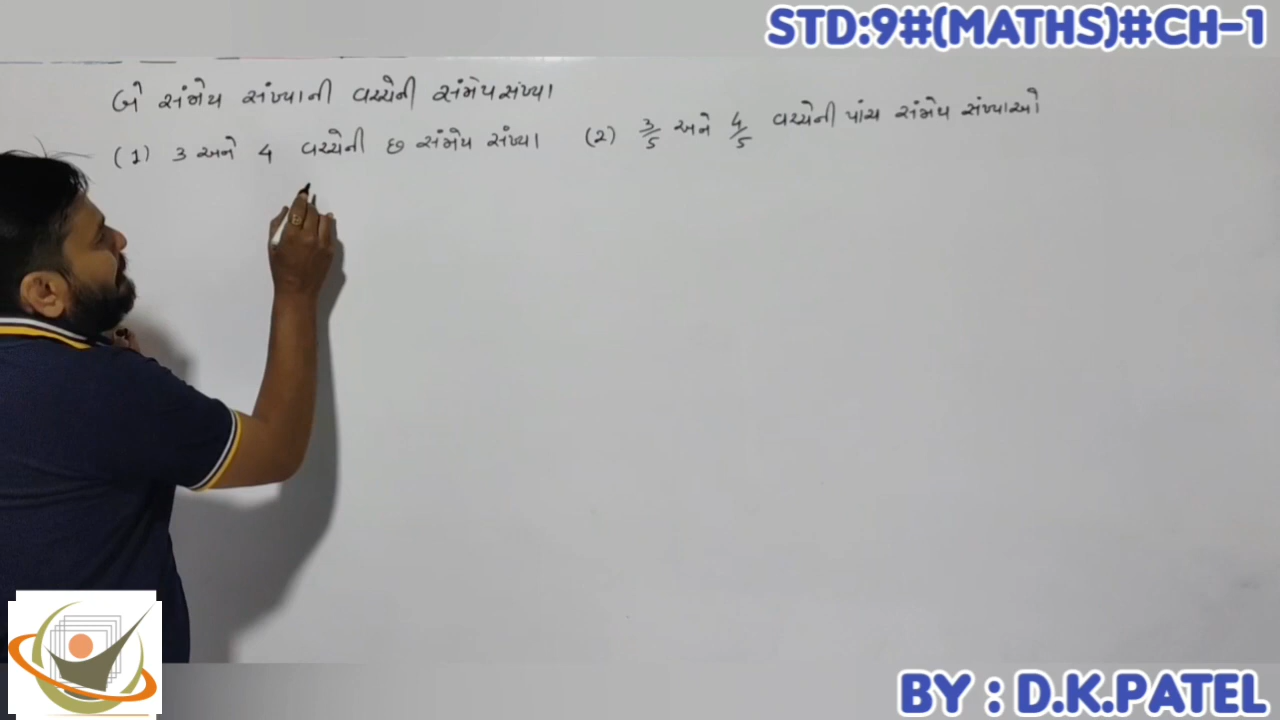 STD:9#(MATHS)#CH-1
બે સંમેય સંખ્યાની વચ્ચેની સંમેય સંખ્યા
(1) 3 અને 4 વચ્ચેની છ સંમેય સંખ્યા
(2) 3/5 અને 4/5 વચ્ચેની પાંચ સંમેય સંખ્યાઓ
BY : D.K.PATEL